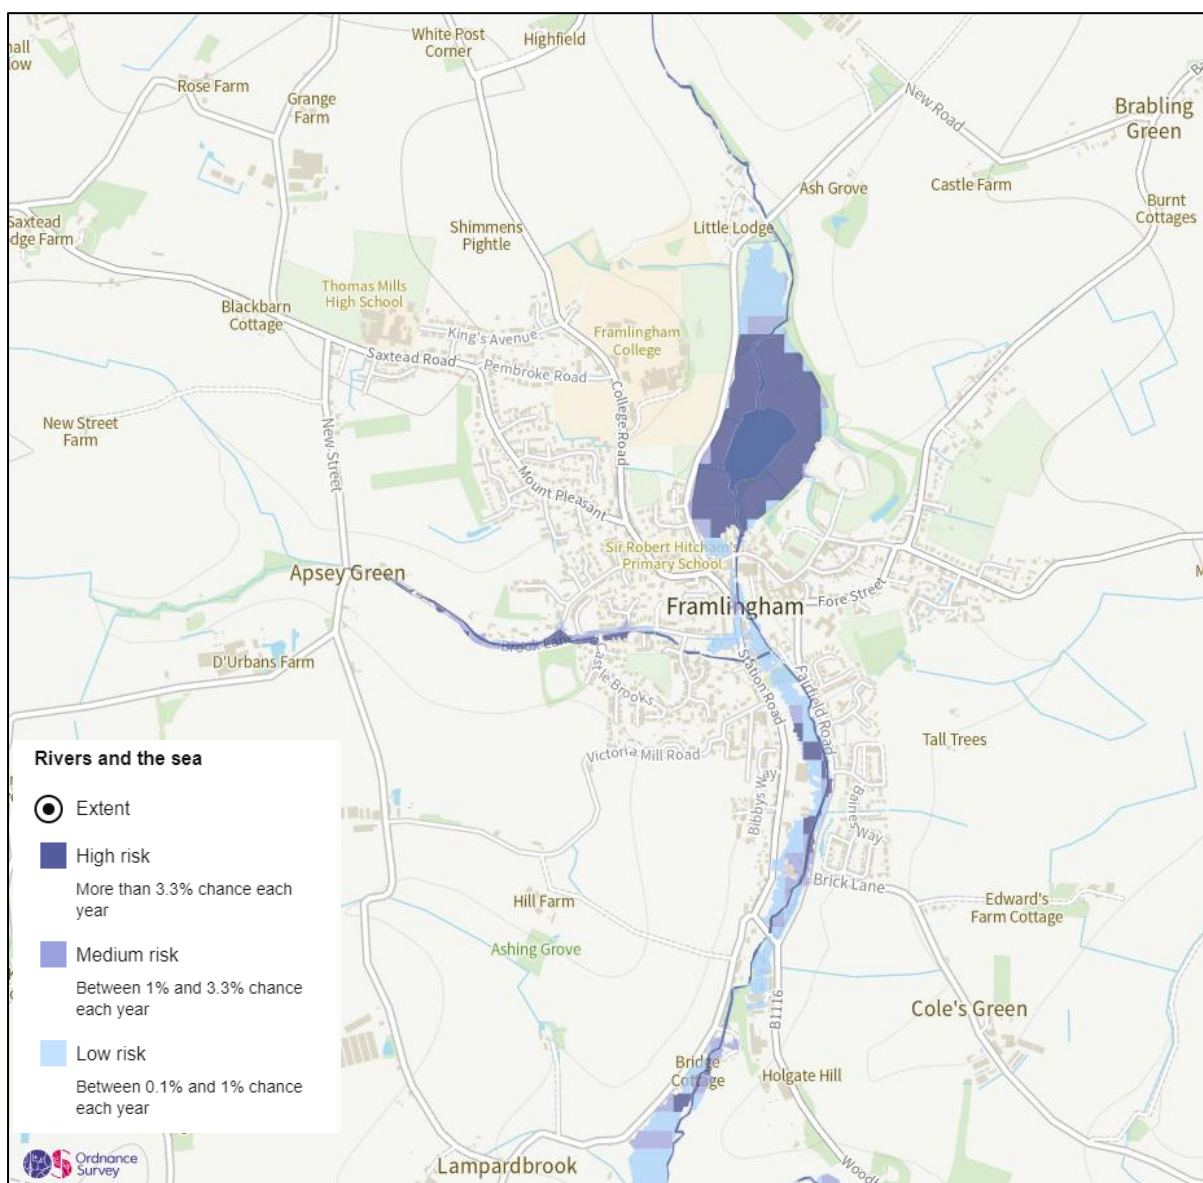 White Post
Corner
Highfield
Rose Farm
Grange
Farm
New Road
Brabling
Green
Ash Grove
Castle Farm
Burnt
Cottages
Saxtead
Shimmens
Pightle
Little Lodge
Thomas Mills
High School
Blackbarn
Cottage
King's Avenue
Framlingham
College
Saxtead Road
Pembroke Road
College Road
New Street
Farm
New Street
Mount Pleasant
Sir Robert Hitcham's
Primary School
Apsey Green
Framlingham
Fore Street
Brook Lane
D'Urbans Farm
Castle Brooks
Station Road
Fairfield Road
Tall Trees
Victoria Mill Road
Bibbys Way
Baines Way
Brick Lane
Hill Farm
Edward's
Farm Cottage
Ashing Grove
B1116
Cole's Green
Bridge
Cottage
Holgate Hill
Lampardbrook
Rivers and the sea
Extent
High risk
More than 3.3% chance each
year
Medium risk
Between 1% and 3.3% chance
each year
Low risk
Between 0.1% and 1% chance
each year
Ordnance
Survey